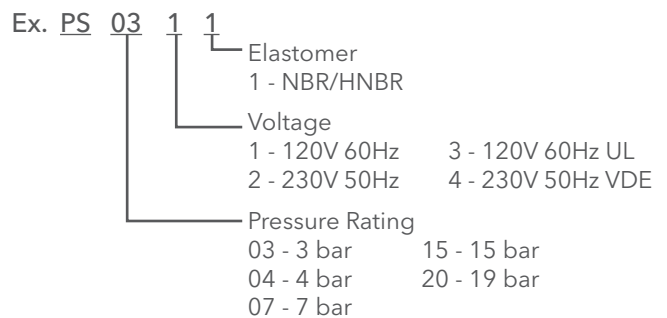 Ex. PS 03 1 1
Elastomer
1 - NBR/HNBR
Voltage
1 - 120V 60Hz 3 - 120V 60Hz UL
2 - 230V 50Hz 4 - 230V 50Hz VDE
Pressure Rating
03 - 3 bar 15 - 15 bar
04 - 4 bar 20 - 19 bar
07 - 7 bar